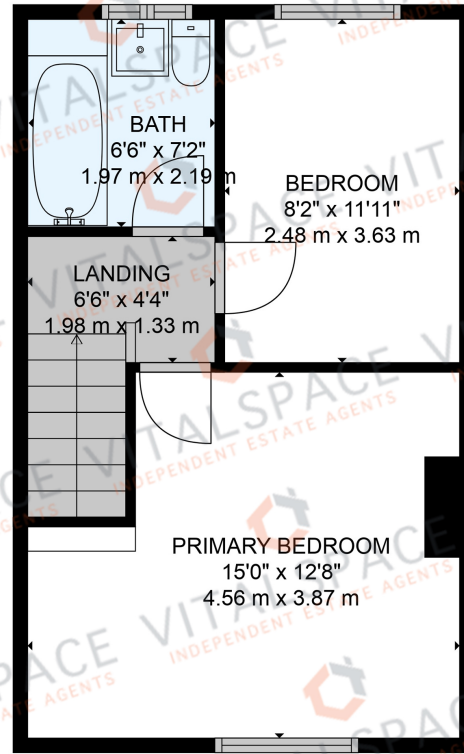 BATH
6'6" x 7'2"
1.97 m x 2.19 m
BEDROOM
8'2" x 11'11"
2.48 m x 3.63 m
LANDING
6'6" x 4'4"
1.98 m x 1.33 m
PRIMARY BEDROOM
15'0" x 12'8"
4.56 m x 3.87 m
VITALSPACE
INDEPENDENT ESTATE AGENTS